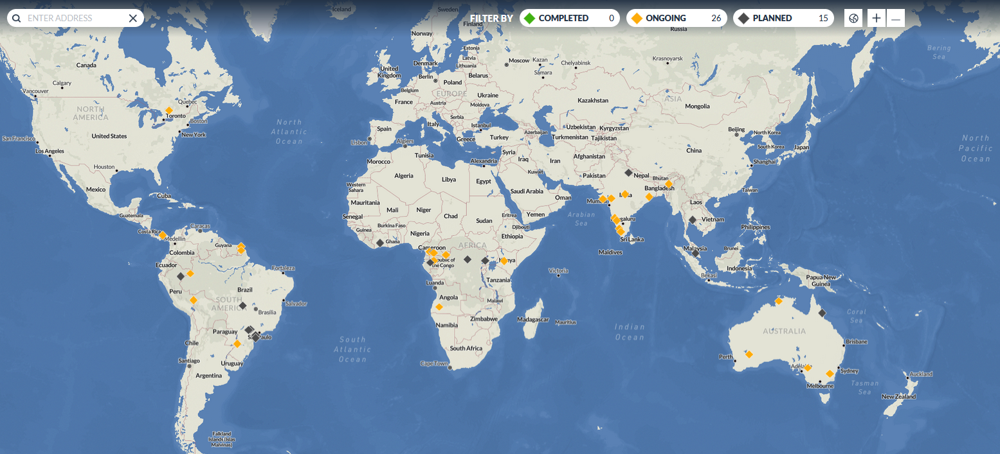 ENTER ADDRESS
FILTER BY
COMPLETED 0
ONGOING 26
PLANNED 15
Iceland
Sweden
Finland
Norway
Russia
Bering
Sea
Estonia
Latvia
Lithuania
Denmark
Moscow
Kazan
Samara
Chelyabinsk
Krasnoyarsk
Canada
Calgary
Vancouver
United
Kingdom
Berlin
Poland
Belarus
Belgium
EUROPE
Ukraine
France
Austria
Moldova
Kazakhstan
ASIA
Mongolia
NORTH
AMERICA
Quebec
Toronto
Boston
New York
United States
San Francisco
Los Angeles
Houston
North
Atlantic
Ocean
Serbia
Italy
Spain
Istanbul
Lisbon
Algiers
Greece
Turkey
Azerbaijan
Uzbekistan
Kyrgyzstan
Turkmenistan
Tajikistan
Beijing
North Korea
South Korea
Japan
China
Shanghai
North
Pacific
Ocean
Morocco
Tunisia
Alexandria
Syria
Iraq
Iran
Afghanistan
Kuwait
Pakistan
Nepal
Bhutan
Algeria
Libya
Egypt
Western
Sahara
Saudi Arabia
Oman
Bangladesh
Taiwan
Mexico
Cuba
Guatemala
Costa Rica
Caracas
Medellín
Guyana
Colombia
Ecuador
Mauritania
Mali
Niger
Chad
Sudan
Eritrea
Yemen
Djibouti
Ethiopia
Senegal
Guinea
Burkina Faso
Ghana
Nigeria
Cameroon
AFRICA
public of
the Congo
Arabian
Sea
Laos
Vietnam
Philippines
Sri Lanka
Maldives
Malaysia
Brunei
Indonesia
Bekasi
Papua New
Guinea
Fortaleza
Peru
Brazil
SOUTH
AMERICA
Salvador
Brasília
Paraguay
Chile
Santiago
Uruguay
Argentina
Falkland
Islands (Islas
Malvinas)
South
Atlantic
Ocean
Luanda
Angola
Tanzania
Malawi
Zimbabwe
Namibia
South Africa
Cape Town
Victoria
Madagascar
Mauritius
Indian
Ocean
AUSTRALIA
Coral
Sea
Brisbane
Perth
Sydney
Melbourne
Tasman
Sea
Auckland
New Zealand